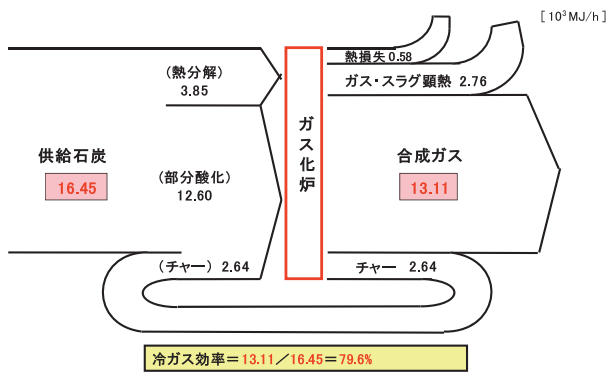 [ 10³ MJ/h ]
熱損失 0.58
(熱分解)
3.85
ガス・スラグ顕熱 2.76
ガス化炉
供給石炭
16.45
(部分酸化)
12.60
合成ガス
13.11
(チャー) 2.64
チャー 2.64
冷ガス効率=13.11/16.45=79.6%